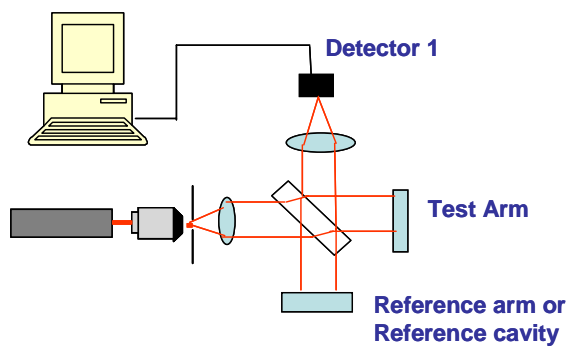 Detector 1
Test Arm
Reference arm or
Reference cavity